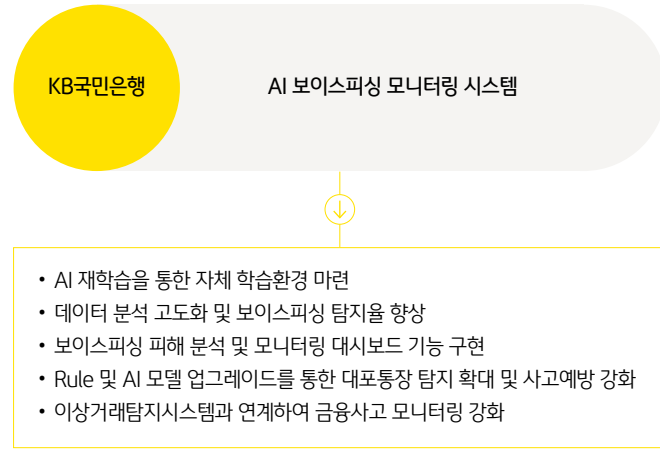 KB국민은행
AI 보이스피싱 모니터링 시스템
• AI 재학습을 통한 자체 학습환경 마련
• 데이터 분석 고도화 및 보이스피싱 탐지율 향상
• 보이스피싱 피해 분석 및 모니터링 대시보드 기능 구현
• Rule 및 AI 모델 업그레이드를 통한 대포통장 탐지 확대 및 사고예방 강화
• 이상거래탐지시스템과 연계하여 금융사고 모니터링 강화